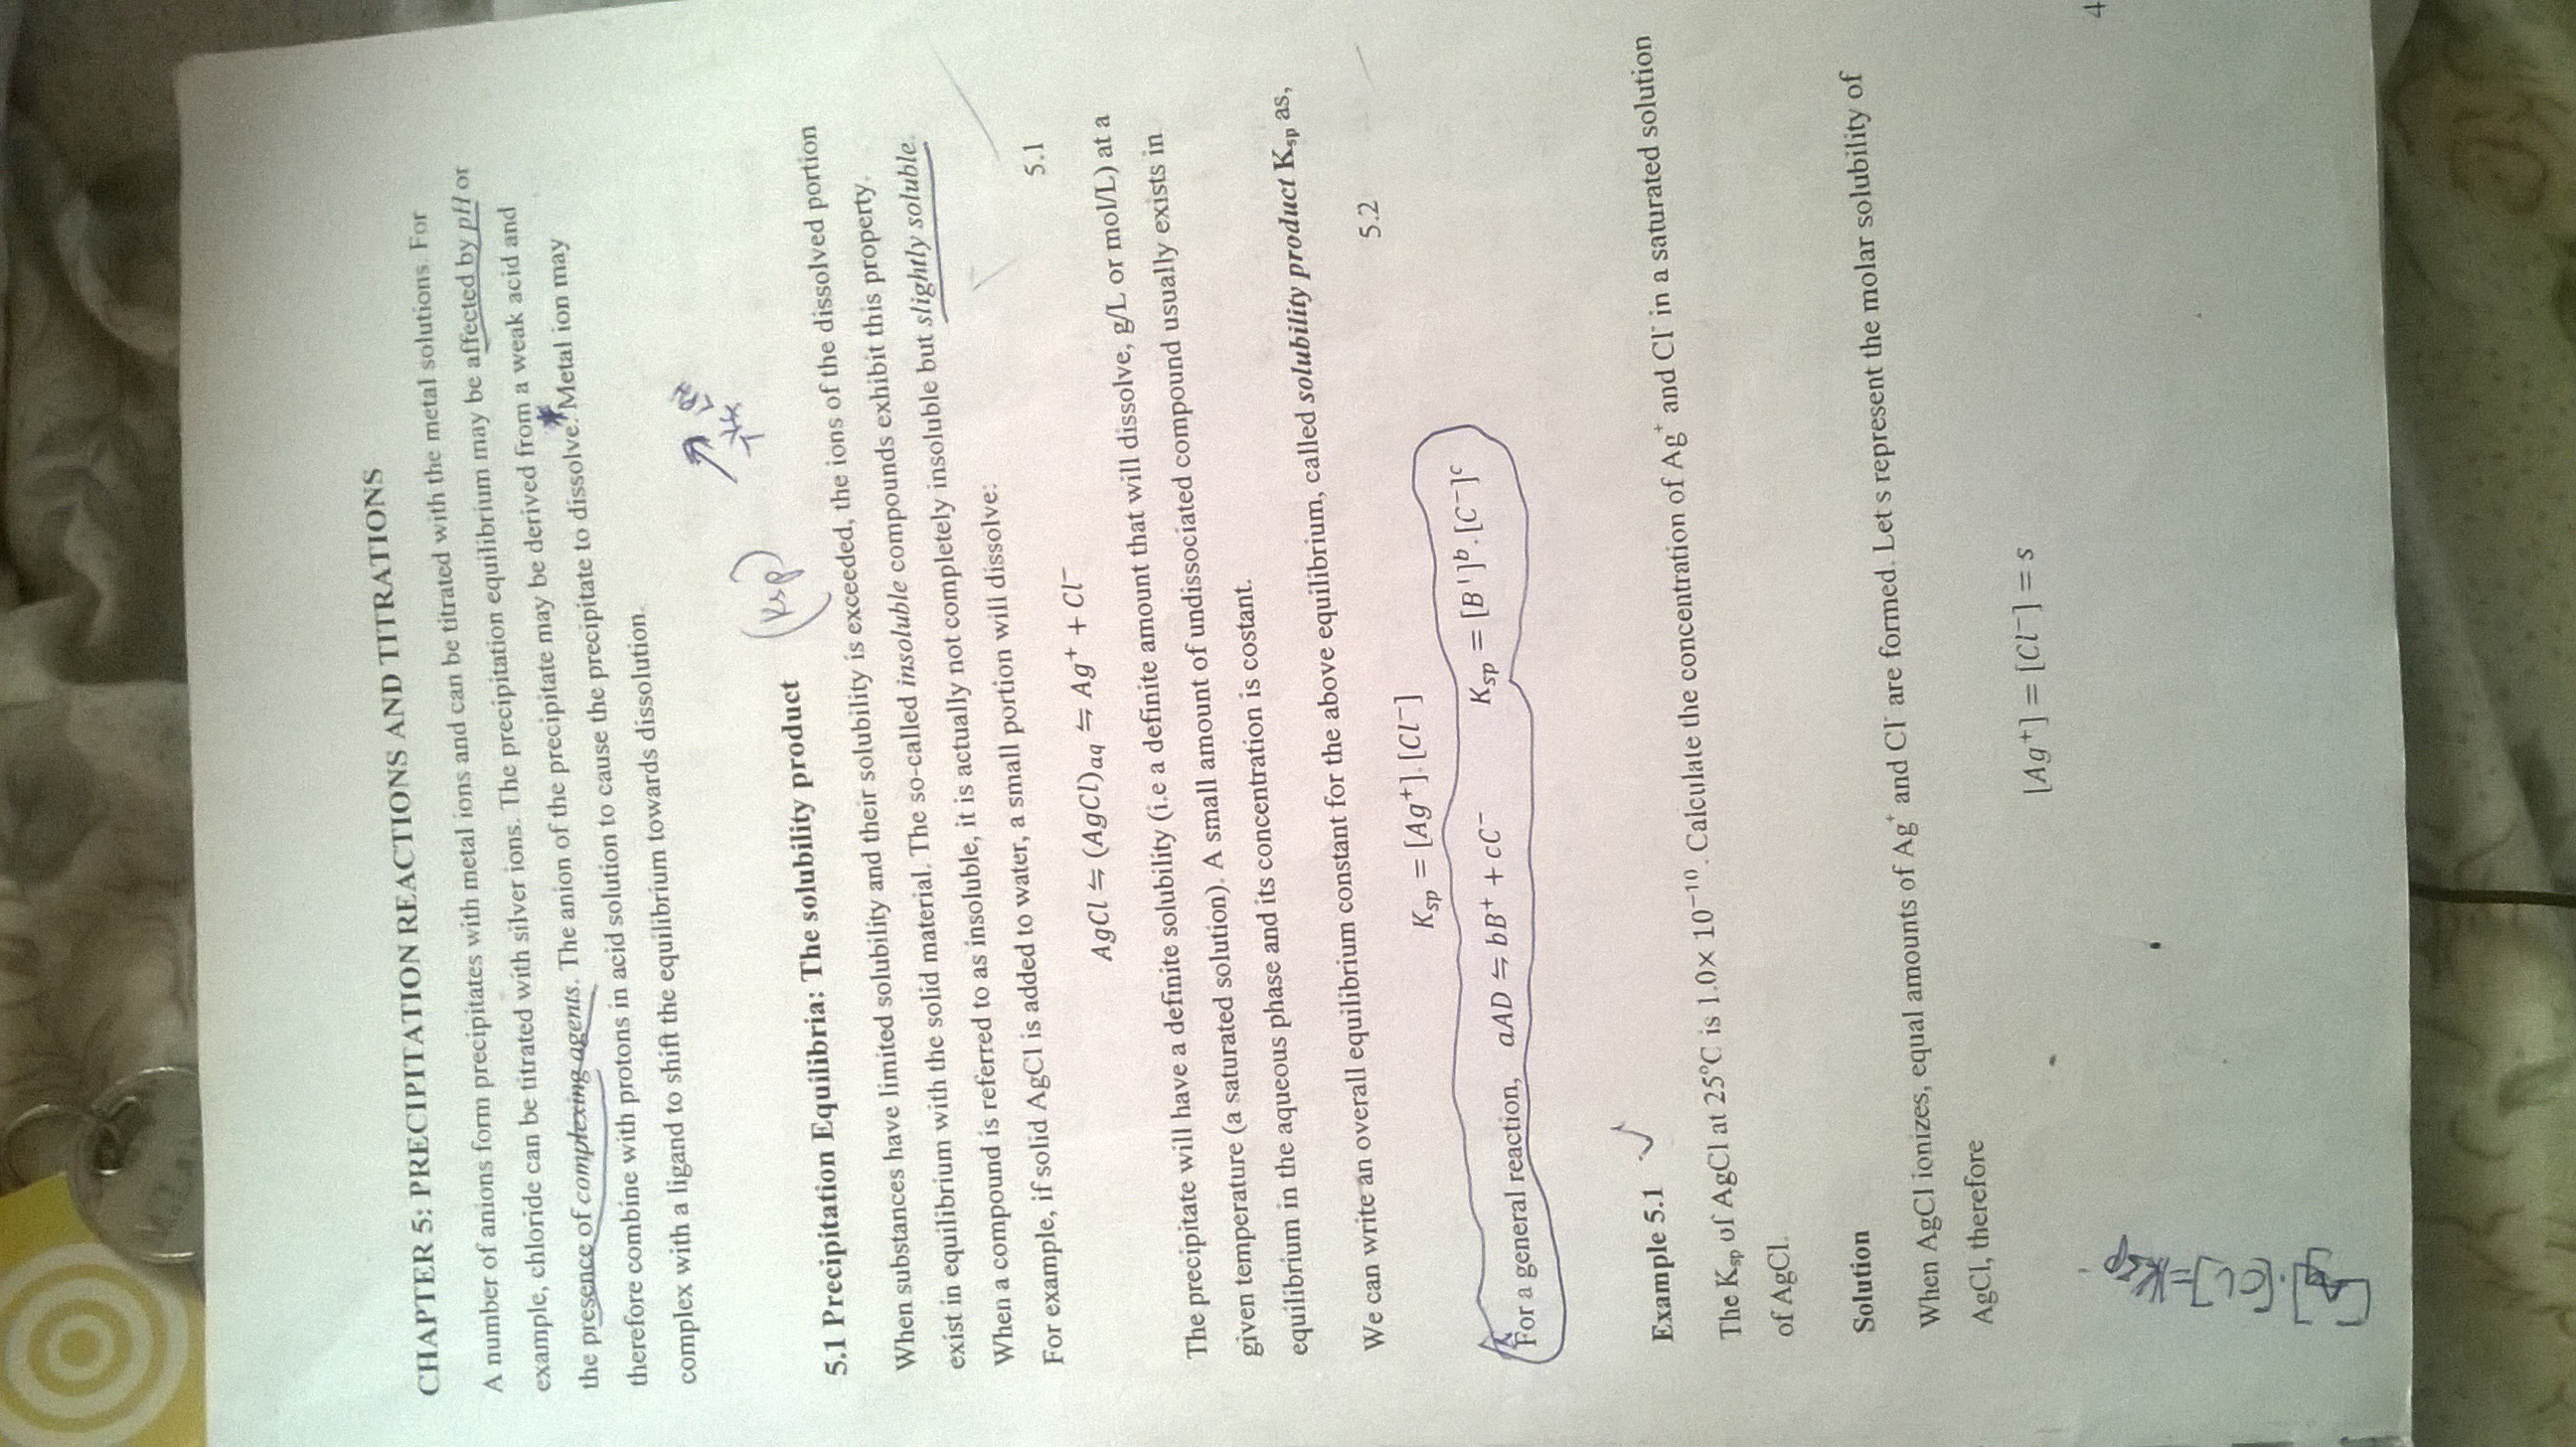 CHAPTER 5: PRECIPITATION REACTIONS AND TITRATIONS
A number of anions form precipitates with metal ions and can be titrated with the metal solutions. For
example, chloride can be titrated with silver ions. The precipitation equilibrium may be affected by pH or
the presence of complexing agents. The anion of the precipitate may be derived from a weak acid and
therefore combine with protons in acid solution to cause the precipitate to dissolve. Metal ion may
complex with a ligand to shift the equilibrium towards dissolution.
5.1 Precipitation Equilibria: The solubility product (Ksp)
When substances have limited solubility and their solubility is exceeded, the ions of the dissolved portion
exist in equilibrium with the solid material. The so-called insoluble compounds exhibit this property.
When a compound is referred to as insoluble, it is actually not completely insoluble but slightly soluble.
For example, if solid AgCl is added to water, a small portion will dissolve:
AgCl ⇋ (AgCl)aq ⇋ Ag⁺ + Cl⁻ 5.1
The precipitate will have a definite solubility (i.e a definite amount that will dissolve, g/L or mol/L) at a
given temperature (a saturated solution). A small amount of undissociated compound usually exists in
equilibrium in the aqueous phase and its concentration is costant.
We can write an overall equilibrium constant for the above equilibrium, called solubility product Ksp as,
Ksp = [Ag⁺].[Cl⁻] 5.2
For a general reaction, aAD ⇋ bB⁺ + cC⁻ Ksp = [B⁺]ᵇ.[C⁻]ᶜ
Example 5.1
The Ksp of AgCl at 25°C is 1.0× 10⁻¹⁰. Calculate the concentration of Ag⁺ and Cl⁻ in a saturated solution
of AgCl.
Solution
When AgCl ionizes, equal amounts of Ag⁺ and Cl⁻ are formed. Let s represent the molar solubility of
AgCl, therefore
[Ag⁺] = [Cl⁻] = s
[Ag].[Cl]=Ksp
4